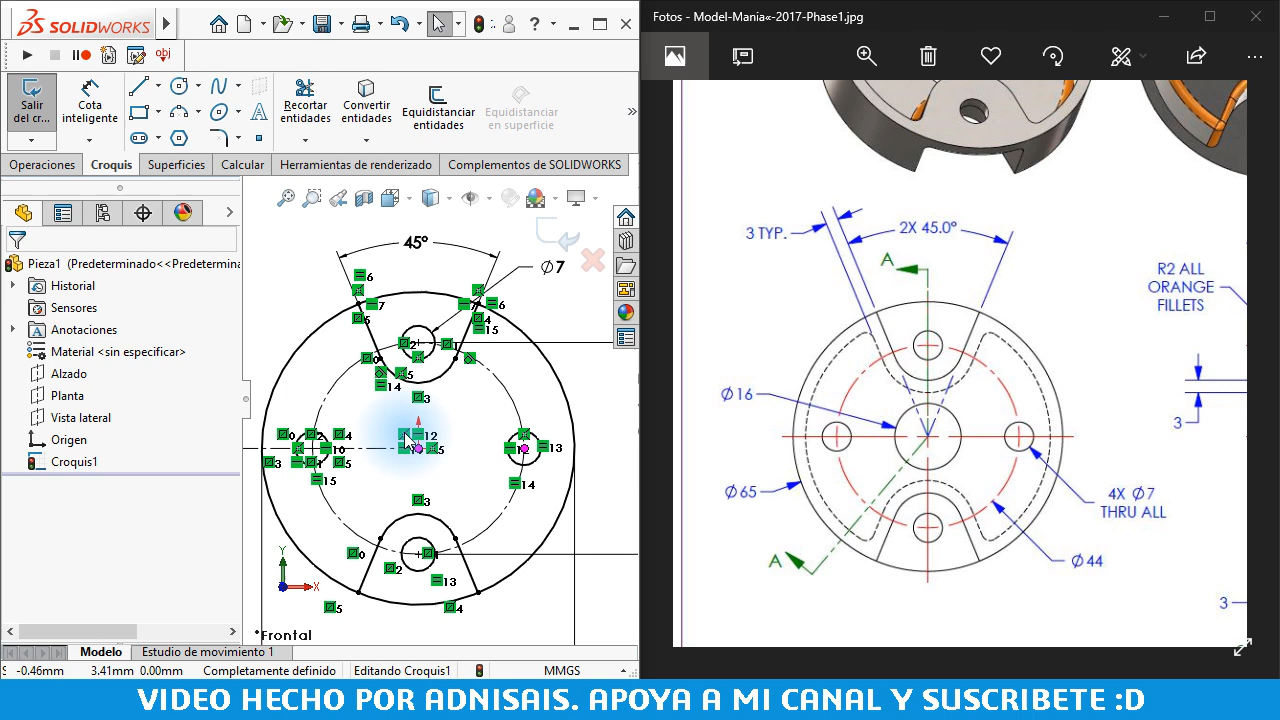 SOLIDWORKS
Fotos - Model-Mania«-2017-Phase1.jpg
obj
Salir
del cr...
Cota
inteligente
Recortar
entidades
Convertir
entidades
Equidistanciar
entidades
Equidistanciar
en superficie
Operaciones
Croquis
Superficies
Calcular
Herramientas de renderizado
Complementos de SOLIDWORKS
Pieza1 (Predeterminado<<Predetermina
Historial
Sensores
Anotaciones
Material <sin especificar>
Alzado
Planta
Vista lateral
Origen
Croquis1
45°
Ø7
Y
X
*Frontal
3 TYP.
2X 45.0°
A
R2 ALL
ORANGE
FILLETS
Ø16
3
Ø65
4X Ø7
THRU ALL
A
Ø44
3
Modelo
Estudio de movimiento 1
-0.46mm 3.41mm 0.00mm Completamente definido Editando Croquis1 MMGS
VIDEO HECHO POR ADNISAIS. APOYA A MI CANAL Y SUSCRIBETE :D